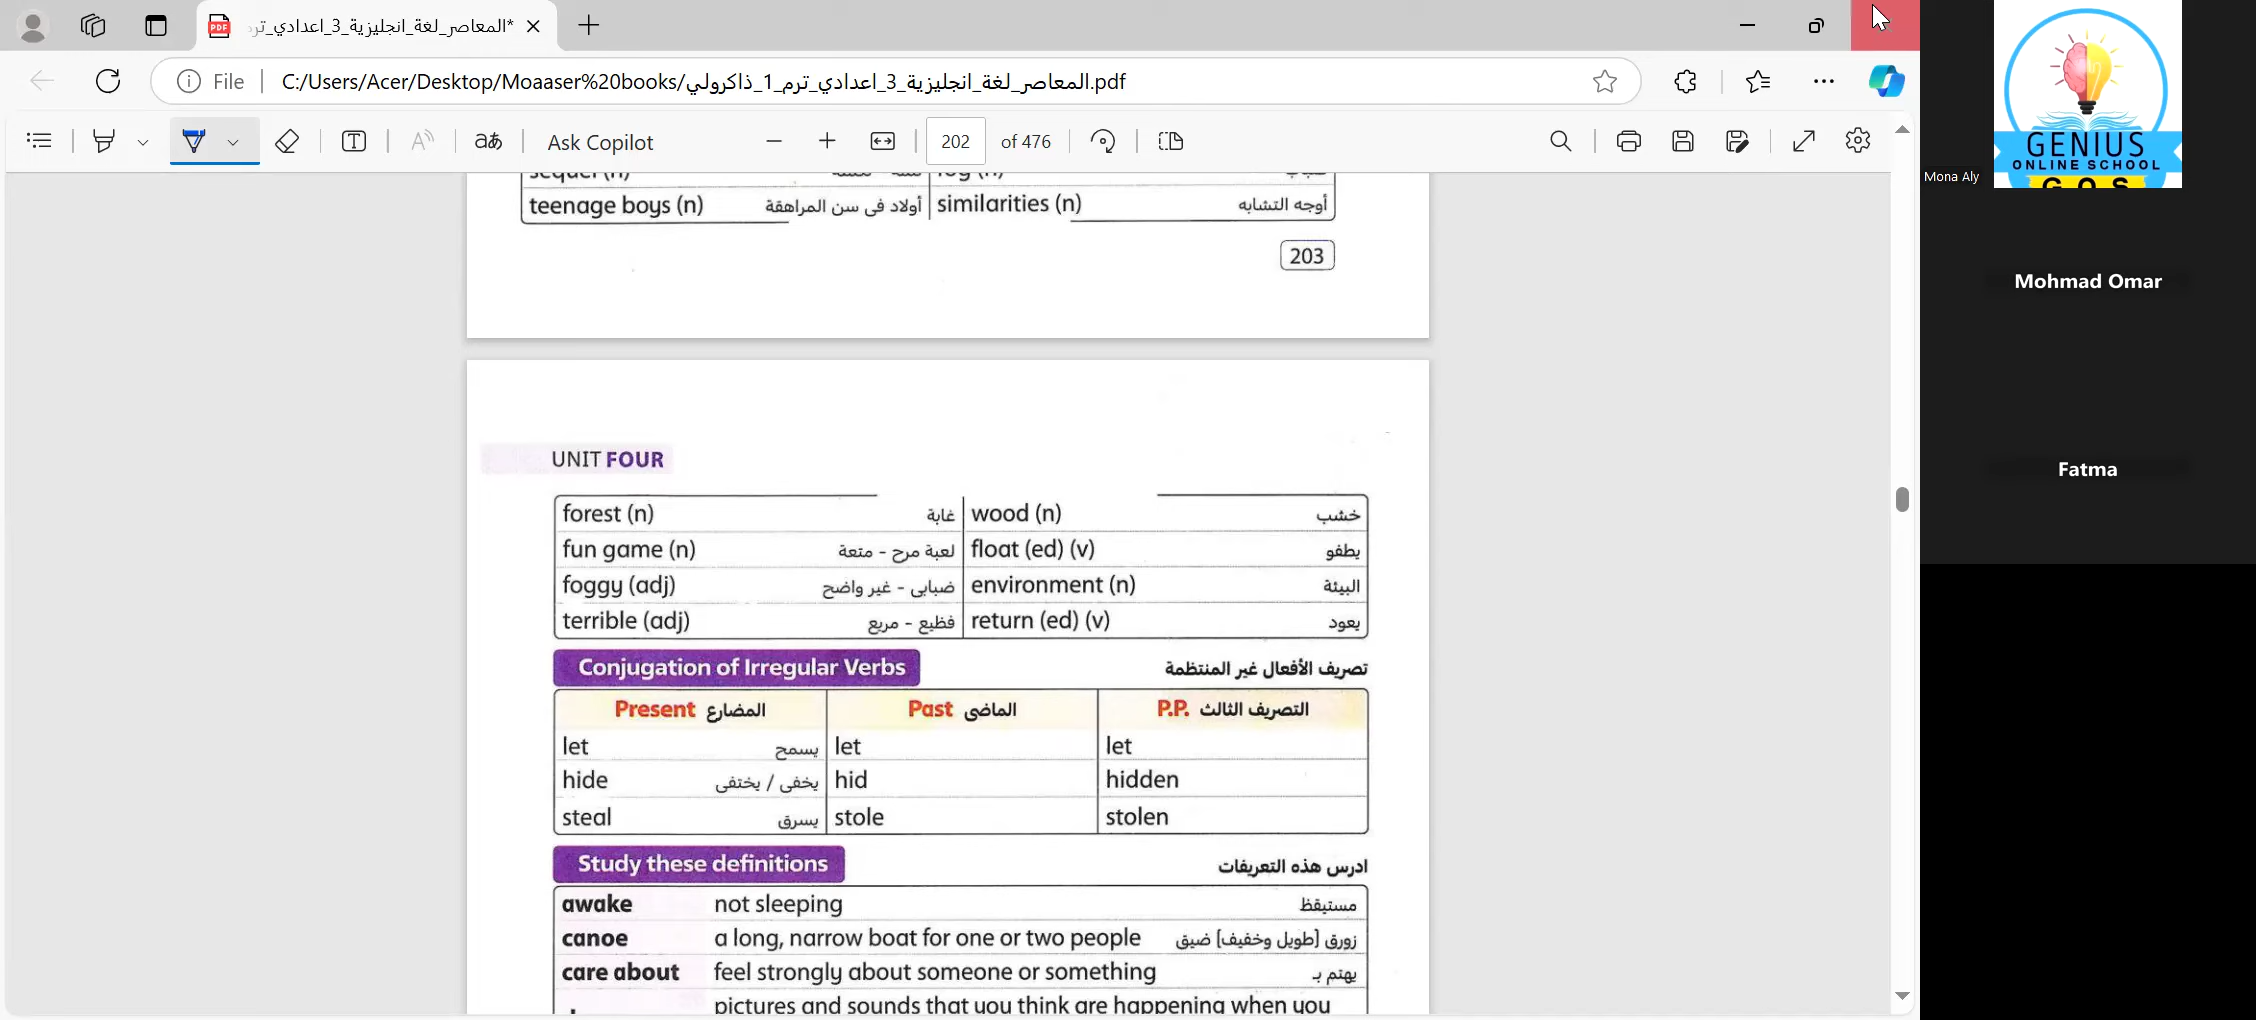 *المعاصر_لغة_انجليزية_3_اعدادي_تر
File
C:/Users/Acer/Desktop/Moaaser%20books/المعاصر_لغة_انجليزية_3_اعدادي_ترم_1_ذاكرولي.pdf
Ask Copilot 202 of 476
teenage boys (n) أولاد فى سن المراهقة similarities (n) أوجه التشابه
203
UNIT FOUR
forest (n) غابة wood (n) خشب
fun game (n) لعبة مرح - متعة float (ed) (v) يطفو
foggy (adj) ضبابى - غير واضح environment (n) البيئة
terrible (adj) فظيع - مريع return (ed) (v) يعود
Conjugation of Irregular Verbs تصريف الأفعال غير المنتظمة
Present المضارع Past الماضى P.P. التصريف الثالث
let يسمح let let
hide يخفى / يختفى hid hidden
steal يسرق stole stolen
Study these definitions ادرس هذه التعريفات
awake not sleeping مستيقظ
canoe a long, narrow boat for one or two people زورق [طويل وخفيف] ضيق
care about feel strongly about someone or something يهتم بـ
pictures and sounds that you think are happening when you
GENIUS
ONLINE SCHOOL
GOS
Mona Aly
Mohmad Omar
Fatma